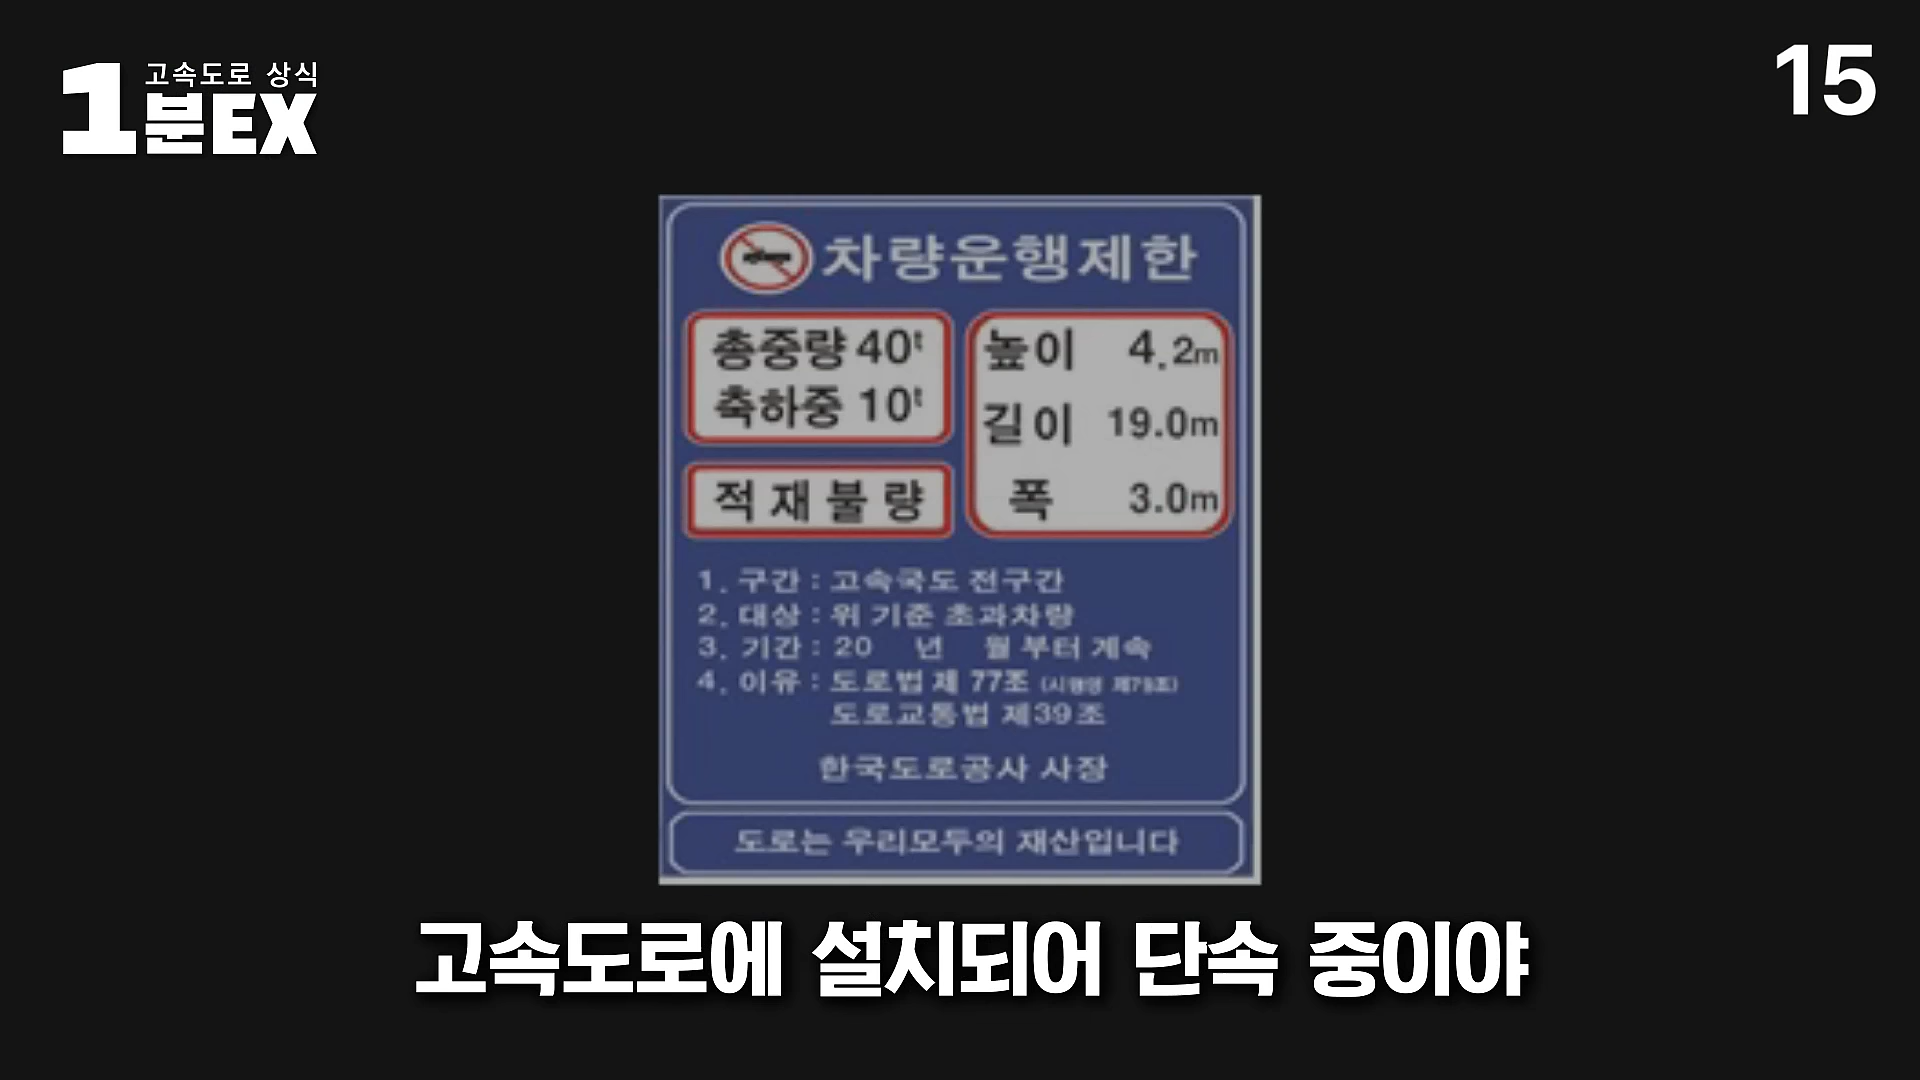 고속도로 상식
1분EX
15
차량운행제한
총중량 40t
축하중 10t
적재불량
높이 4.2m
길이 19.0m
폭 3.0m
1. 구간 : 고속국도 전구간
2. 대상 : 위 기준 초과차량
3. 기간 : 20 년 월 부터 계속
4. 이유 : 도로법 제 77조
도로교통법 제39조
한국도로공사 사장
도로는 우리모두의 재산입니다
고속도로에 설치되어 단속 중이야